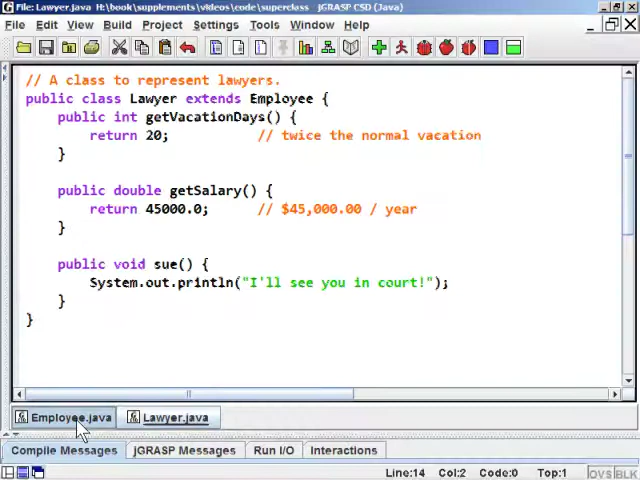 File: Lawyer.java H:\book\supplements\videos\code\superclass jGRASP CSD (Java)
File Edit View Build Project Settings Tools Window Help
// A class to represent lawyers.
public class Lawyer extends Employee {
public int getVacationDays() {
return 20; // twice the normal vacation
}
public double getSalary() {
return 45000.0; // $45,000.00 / year
}
public void sue() {
System.out.println("I'll see you in court!");
}
}
Employee.java Lawyer.java
Compile Messages jGRASP Messages Run I/O Interactions
Line:14 Col:2 Code:0 Top:1 OVS BLK